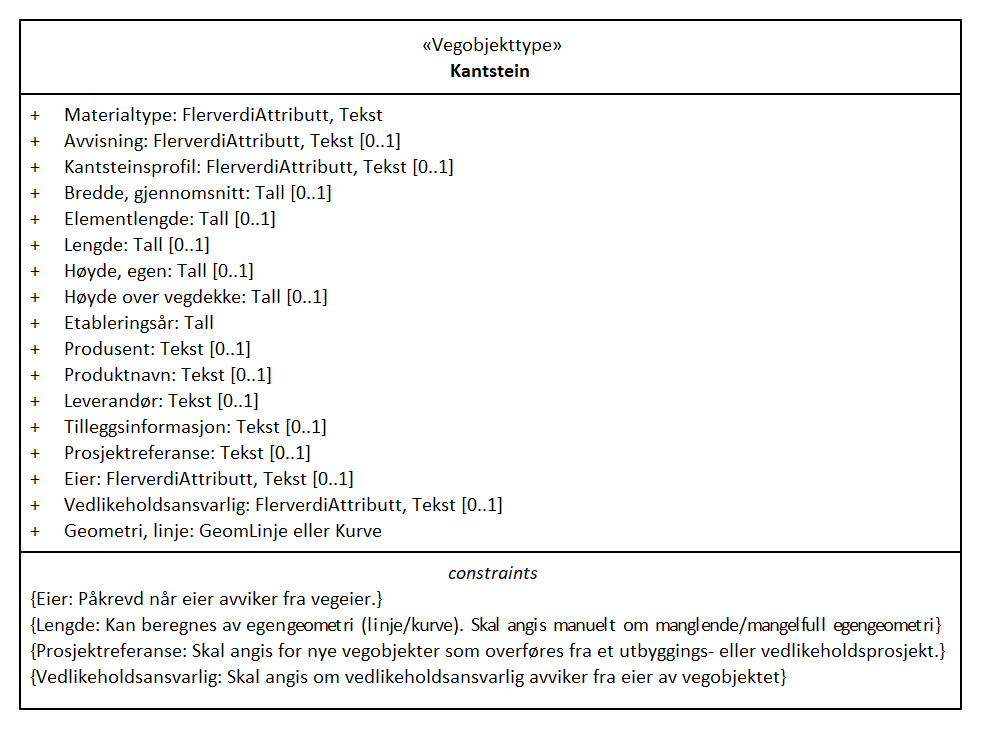 «Vegobjekttype»
Kantstein
+ Materialtype: FlerverdiAttributt, Tekst
+ Avvisning: FlerverdiAttributt, Tekst [0..1]
+ Kantsteinsprofil: FlerverdiAttributt, Tekst [0..1]
+ Bredde, gjennomsnitt: Tall [0..1]
+ Elementlengde: Tall [0..1]
+ Lengde: Tall [0..1]
+ Høyde, egen: Tall [0..1]
+ Høyde over vegdekke: Tall [0..1]
+ Etableringsår: Tall
+ Produsent: Tekst [0..1]
+ Produktnavn: Tekst [0..1]
+ Leverandør: Tekst [0..1]
+ Tilleggsinformasjon: Tekst [0..1]
+ Prosjektreferanse: Tekst [0..1]
+ Eier: FlerverdiAttributt, Tekst [0..1]
+ Vedlikeholdsansvarlig: FlerverdiAttributt, Tekst [0..1]
+ Geometri, linje: GeomLinje eller Kurve
constraints
{Eier: Påkrevd når eier avviker fra vegeier.}
{Lengde: Kan beregnes av egengeometri (linje/kurve). Skal angis manuelt om manglende/mangelfull egengeometri}
{Prosjektreferanse: Skal angis for nye vegobjekter som overføres fra et utbyggings- eller vedlikeholdsprosjekt.}
{Vedlikeholdsansvarlig: Skal angis om vedlikeholdsansvarlig avviker fra eier av vegobjektet}